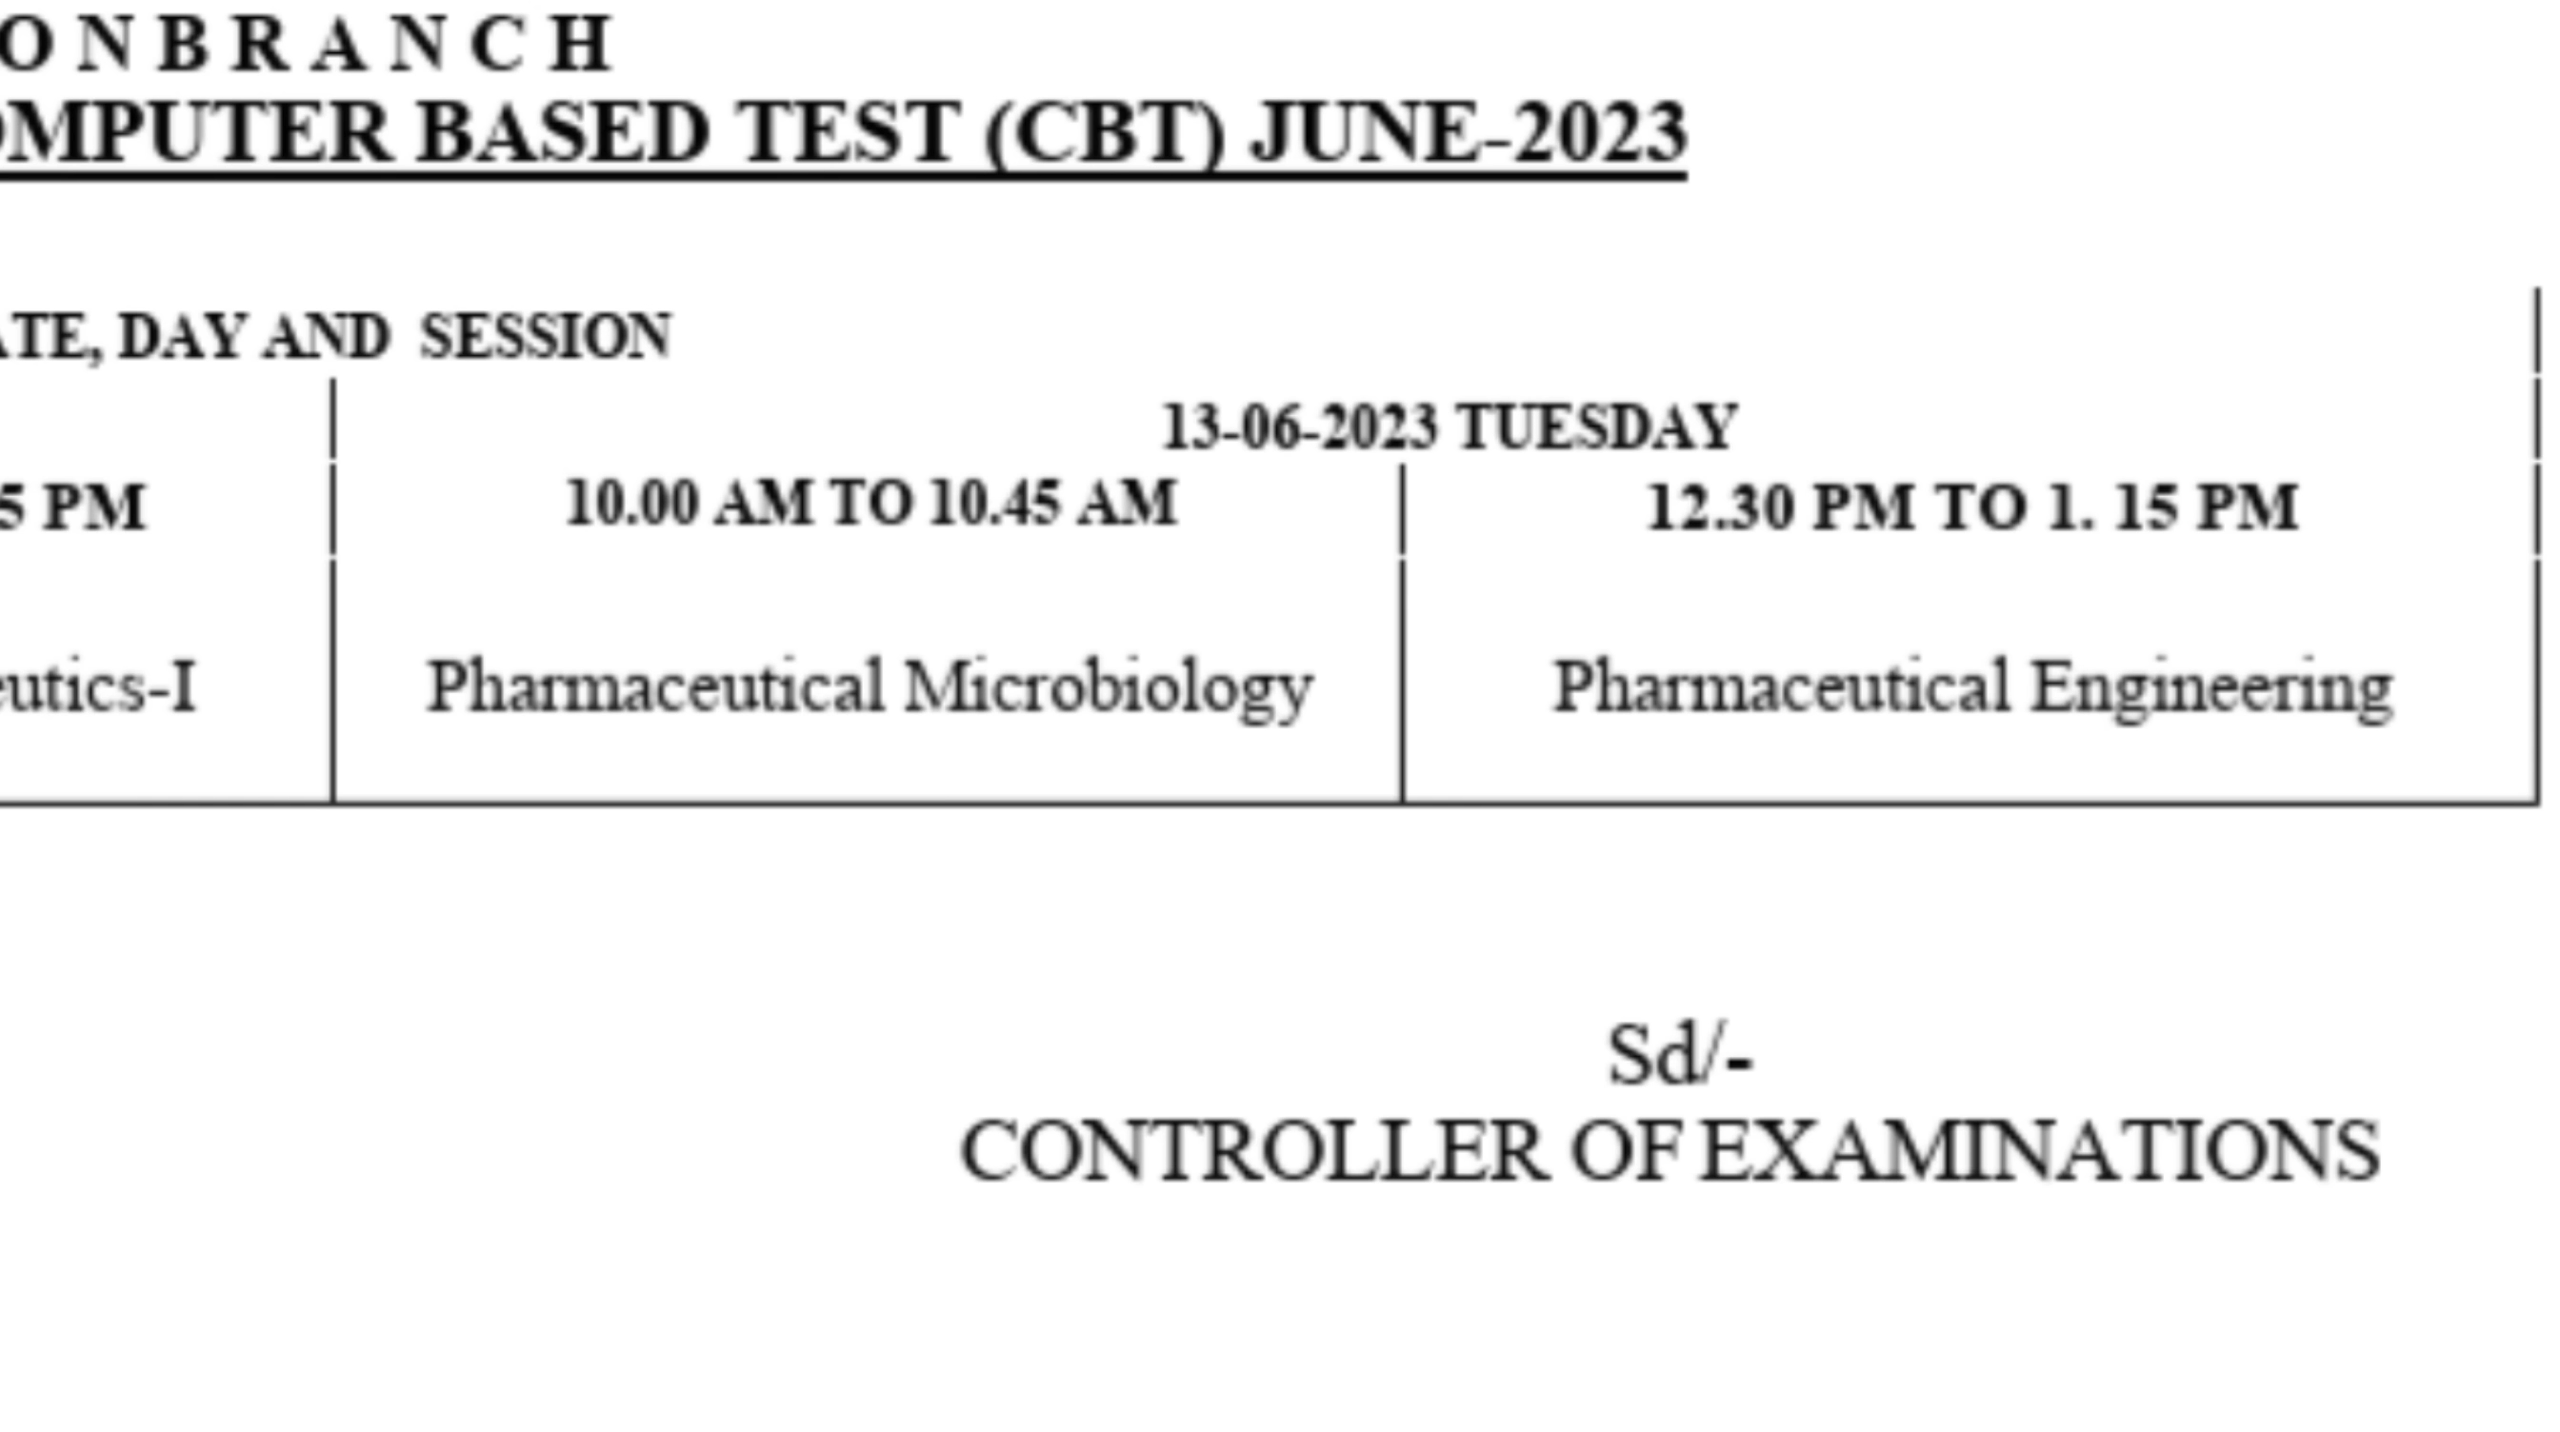 O N B R A N C H
OMPUTER BASED TEST (CBT) JUNE-2023
ATE, DAY AND SESSION
13-06-2023 TUESDAY
5 PM 10.00 AM TO 10.45 AM 12.30 PM TO 1. 15 PM
eutics-I Pharmaceutical Microbiology Pharmaceutical Engineering
Sd/-
CONTROLLER OF EXAMINATIONS